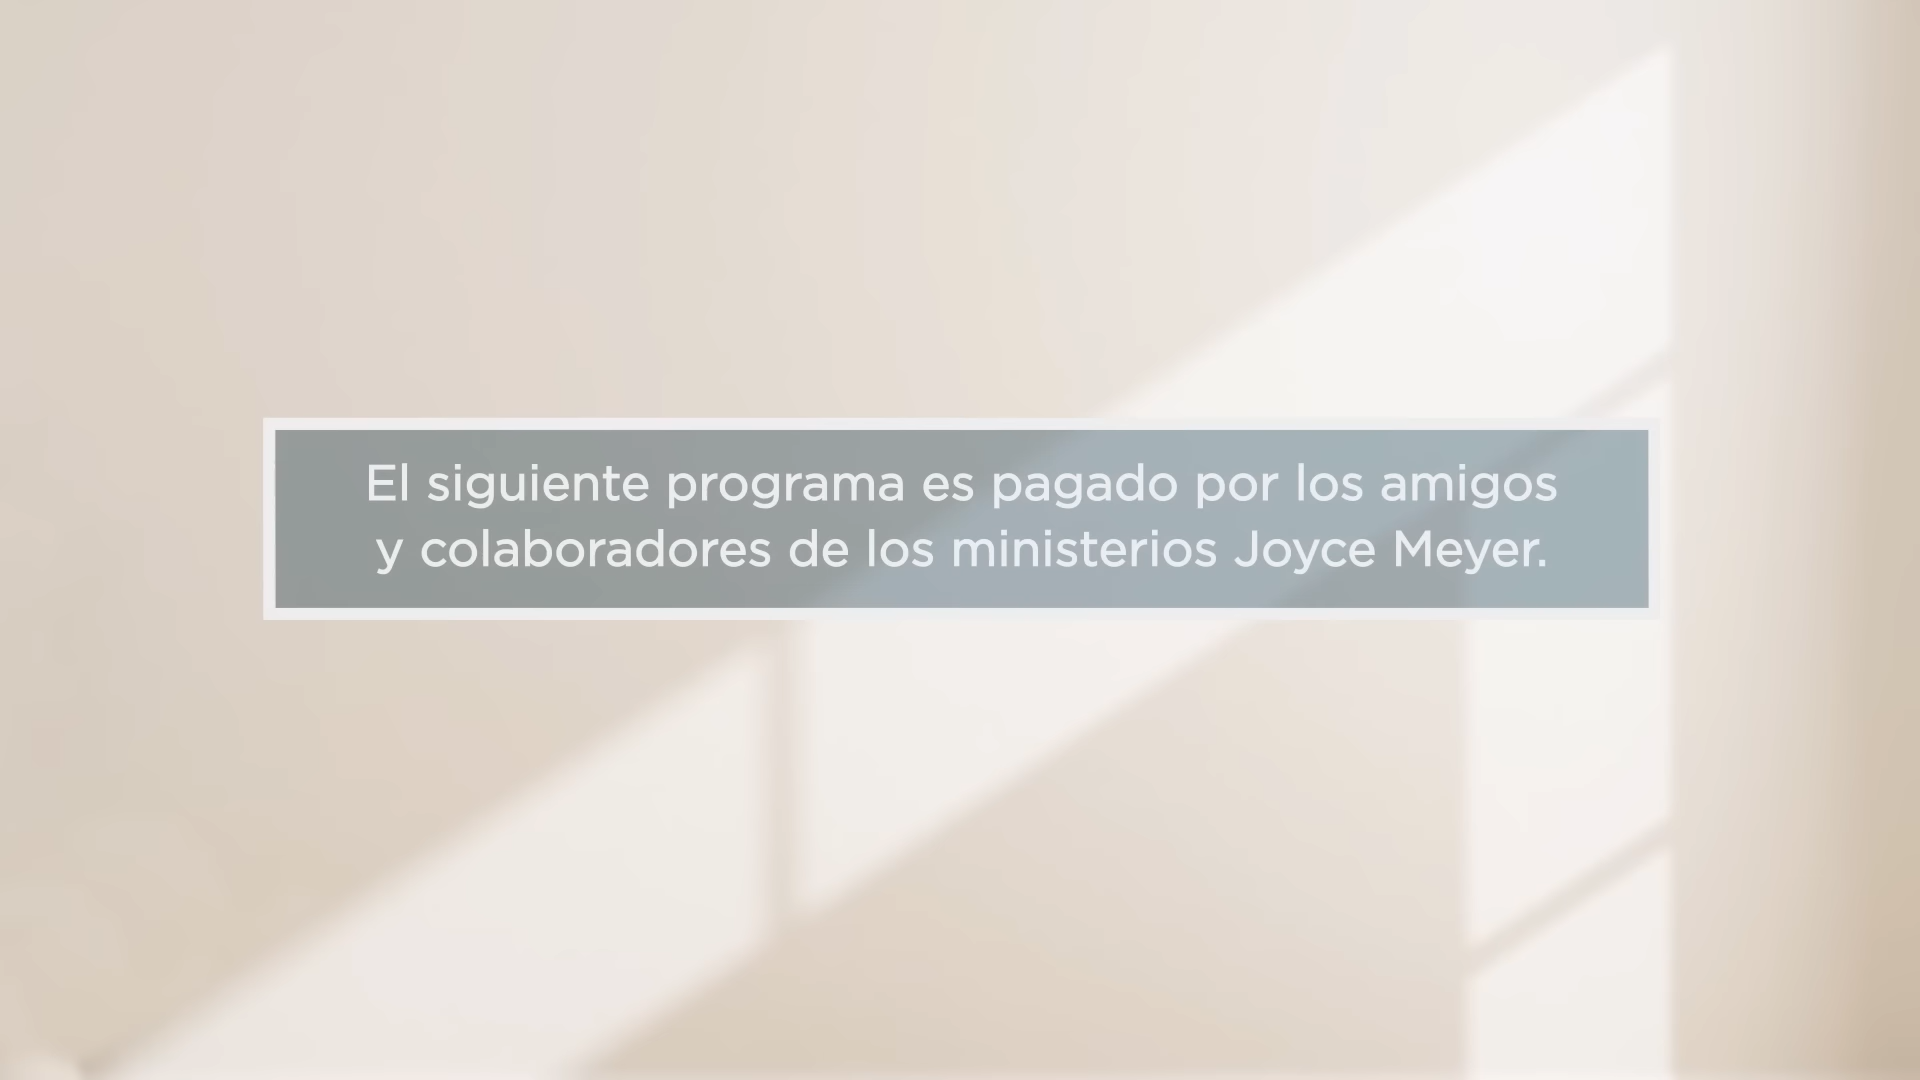 El siguiente programa es pagado por los amigos
y colaboradores de los ministerios Joyce Meyer.